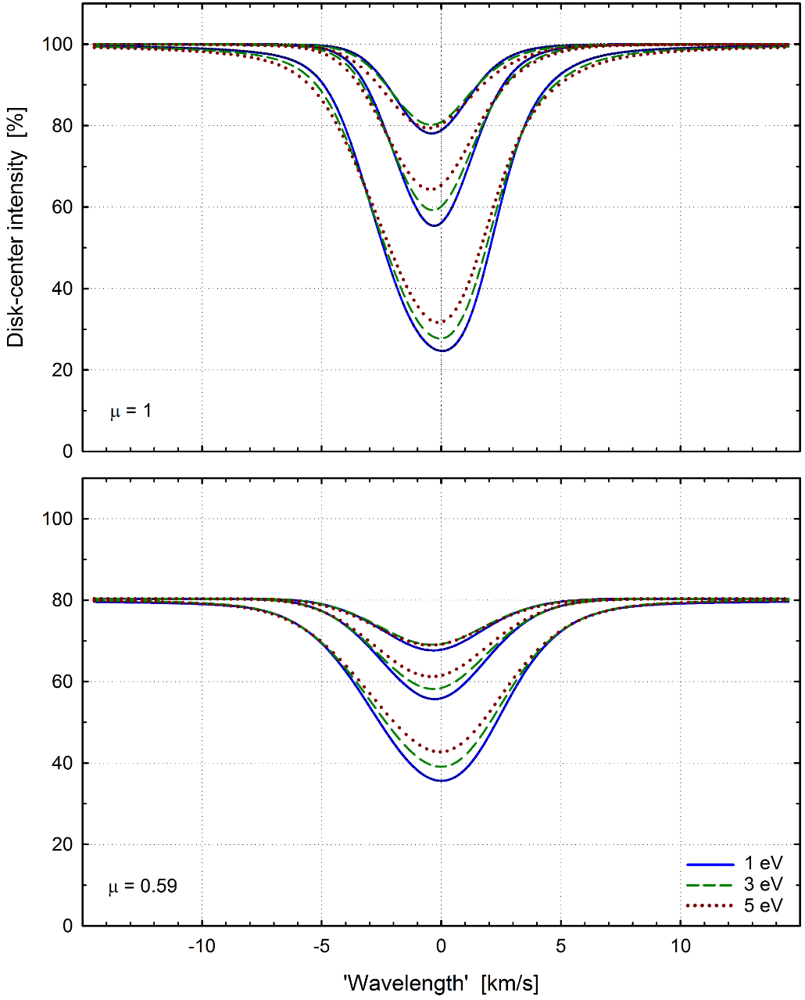 100
80
60
40
20
0
Disk-center intensity [%]
μ = 1
100
80
60
40
20
0
μ = 0.59
1 eV
3 eV
5 eV
-10 -5 0 5 10
'Wavelength' [km/s]